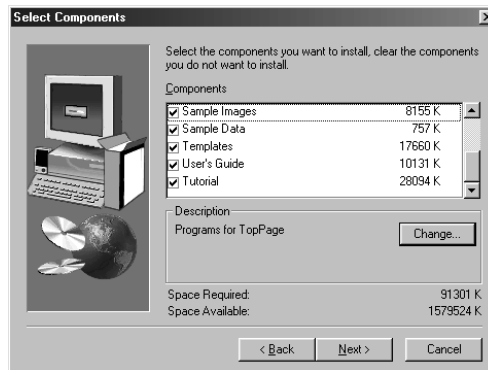 Select Components
Select the components you want to install, clear the components
you do not want to install.
Components
Sample Images 8155 K
Sample Data 757 K
Templates 17660 K
User's Guide 10131 K
Tutorial 28094 K
Description
Programs for TopPage
Change...
Space Required: 91301 K
Space Available: 1579524 K
< Back Next > Cancel